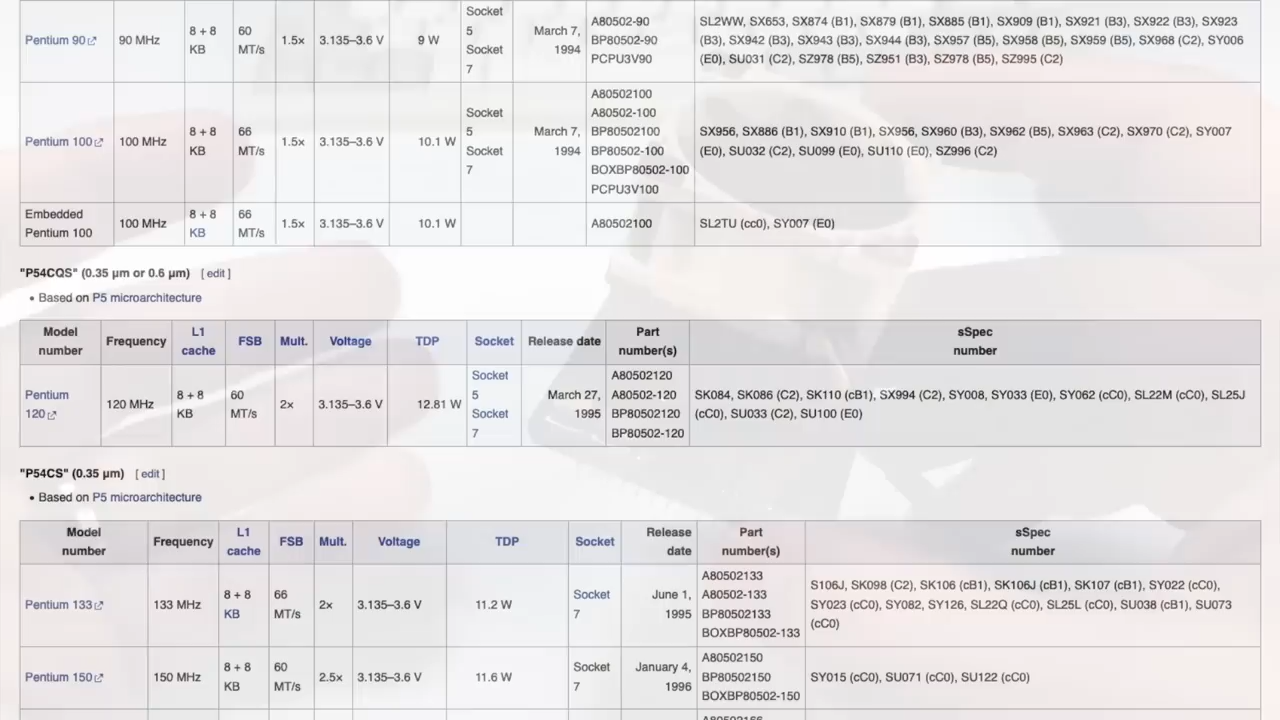 Pentium 90 90 MHz 8 + 8 KB 60 MT/s 1.5× 3.135–3.6 V 9 W Socket 5 Socket 7 March 7, 1994 A80502-90 BP80502-90 PCPU3V90 SL2WW, SX653, SX874 (B1), SX879 (B1), SX885 (B1), SX909 (B1), SX921 (B3), SX922 (B3), SX923 (B3), SX942 (B3), SX943 (B3), SX944 (B3), SX957 (B5), SX958 (B5), SX959 (B5), SX968 (C2), SY006 (E0), SU031 (C2), SZ978 (B5), SZ951 (B3), SZ978 (B5), SZ995 (C2)
Pentium 100 100 MHz 8 + 8 KB 66 MT/s 1.5× 3.135–3.6 V 10.1 W Socket 5 Socket 7 March 7, 1994 A80502100 A80502-100 BP80502100 BP80502-100 BOXBP80502-100 PCPU3V100 SX956, SX886 (B1), SX910 (B1), SX956, SX960 (B3), SX962 (B5), SX963 (C2), SX970 (C2), SY007 (E0), SU032 (C2), SU099 (E0), SU110 (E0), SZ996 (C2)
Embedded Pentium 100 100 MHz 8 + 8 KB 66 MT/s 1.5× 3.135–3.6 V 10.1 W A80502100 SL2TU (cc0), SY007 (E0)
"P54CQS" (0.35 µm or 0.6 µm) [ edit ]
• Based on P5 microarchitecture
Model number Frequency L1 cache FSB Mult. Voltage TDP Socket Release date Part number(s) sSpec number
Pentium 120 120 MHz 8 + 8 KB 60 MT/s 2× 3.135–3.6 V 12.81 W Socket 5 Socket 7 March 27, 1995 A80502120 A80502-120 BP80502120 BP80502-120 SK084, SK086 (C2), SK110 (cB1), SX994 (C2), SY008, SY033 (E0), SY062 (cC0), SL22M (cC0), SL25J (cC0), SU033 (C2), SU100 (E0)
"P54CS" (0.35 µm) [ edit ]
• Based on P5 microarchitecture
Model number Frequency L1 cache FSB Mult. Voltage TDP Socket Release date Part number(s) sSpec number
Pentium 133 133 MHz 8 + 8 KB 66 MT/s 2× 3.135–3.6 V 11.2 W Socket 7 June 1, 1995 A80502133 A80502-133 BP80502133 BOXBP80502-133 S106J, SK098 (C2), SK106 (cB1), SK106J (cB1), SK107 (cB1), SY022 (cC0), SY023 (cC0), SY082, SY126, SL22Q (cC0), SL25L (cC0), SU038 (cB1), SU073 (cC0)
Pentium 150 150 MHz 8 + 8 KB 60 MT/s 2.5× 3.135–3.6 V 11.6 W Socket 7 January 4, 1996 A80502150 BP80502150 BOXBP80502-150 SY015 (cC0), SU071 (cC0), SU122 (cC0)